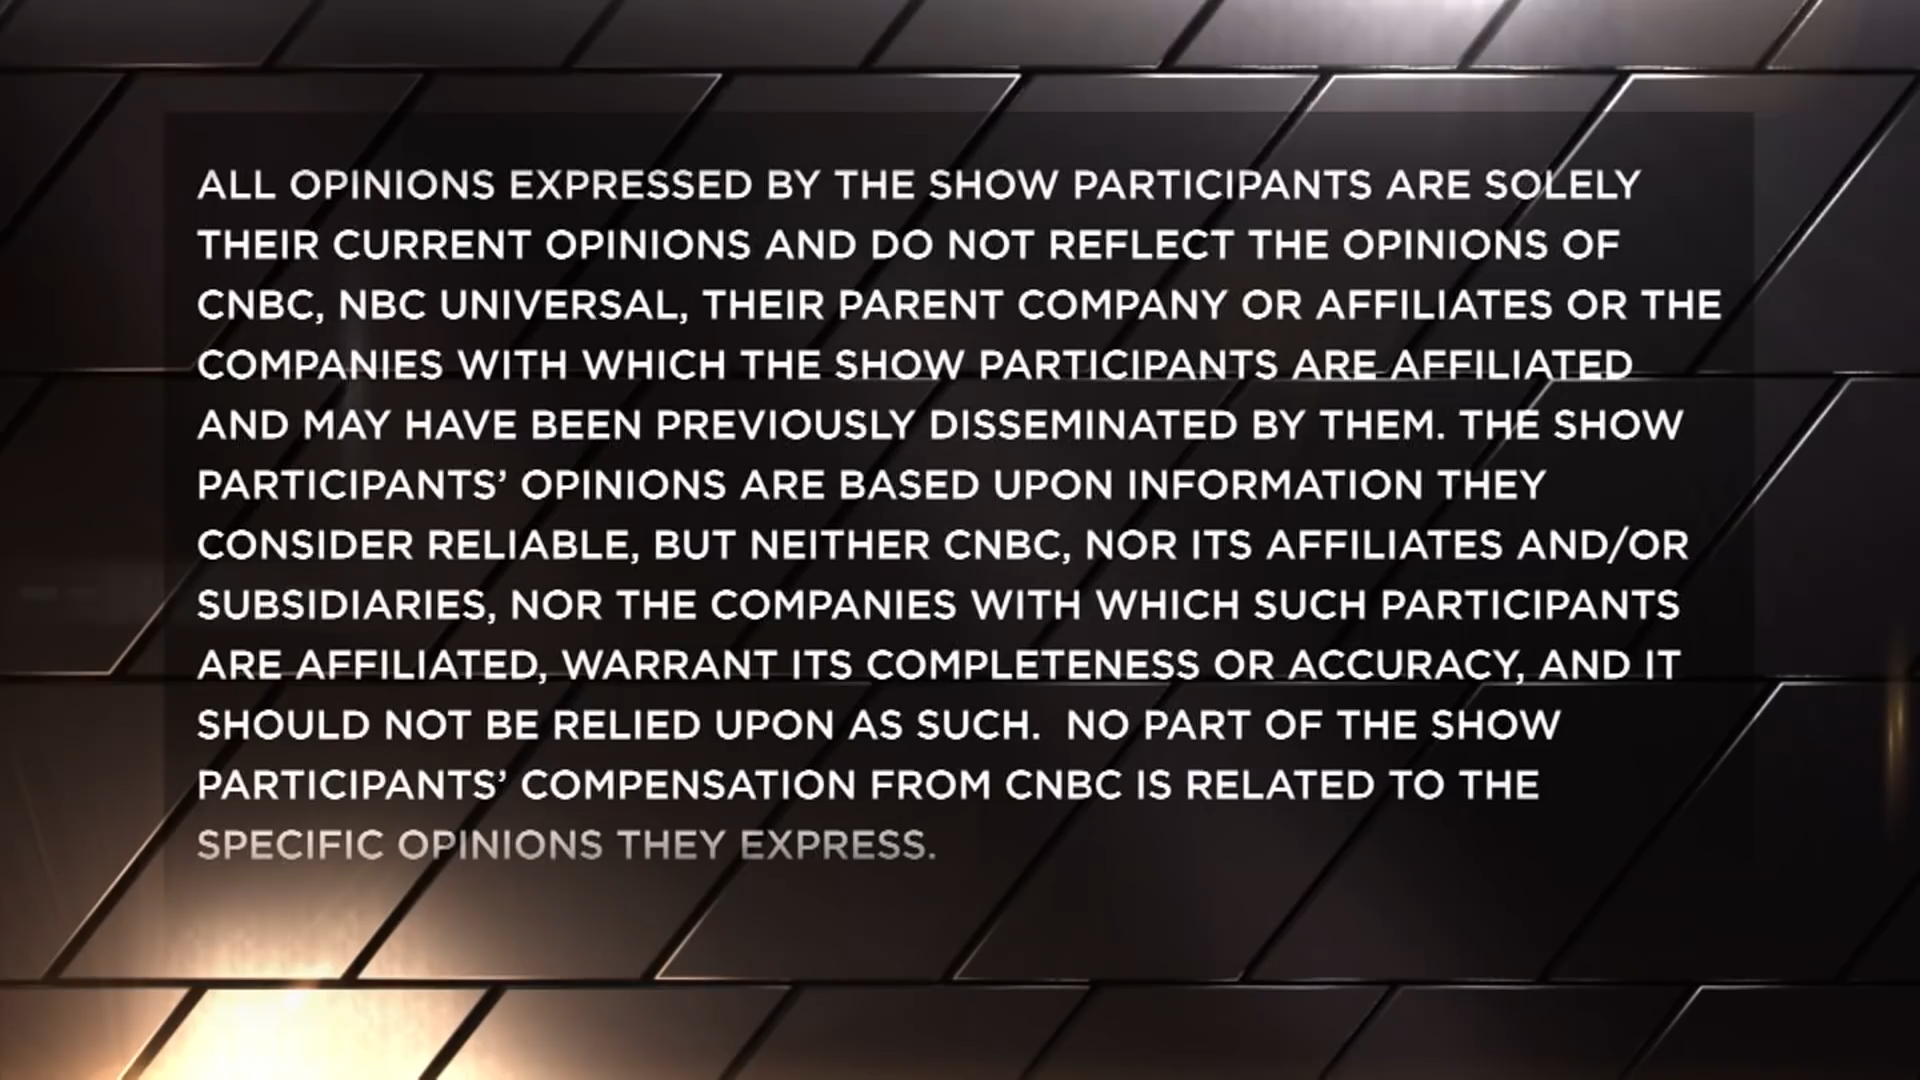 ALL OPINIONS EXPRESSED BY THE SHOW PARTICIPANTS ARE SOLELY
THEIR CURRENT OPINIONS AND DO NOT REFLECT THE OPINIONS OF
CNBC, NBC UNIVERSAL, THEIR PARENT COMPANY OR AFFILIATES OR THE
COMPANIES WITH WHICH THE SHOW PARTICIPANTS ARE AFFILIATED
AND MAY HAVE BEEN PREVIOUSLY DISSEMINATED BY THEM. THE SHOW
PARTICIPANTS’ OPINIONS ARE BASED UPON INFORMATION THEY
CONSIDER RELIABLE, BUT NEITHER CNBC, NOR ITS AFFILIATES AND/OR
SUBSIDIARIES, NOR THE COMPANIES WITH WHICH SUCH PARTICIPANTS
ARE AFFILIATED, WARRANT ITS COMPLETENESS OR ACCURACY, AND IT
SHOULD NOT BE RELIED UPON AS SUCH.  NO PART OF THE SHOW
PARTICIPANTS’ COMPENSATION FROM CNBC IS RELATED TO THE
SPECIFIC OPINIONS THEY EXPRESS.